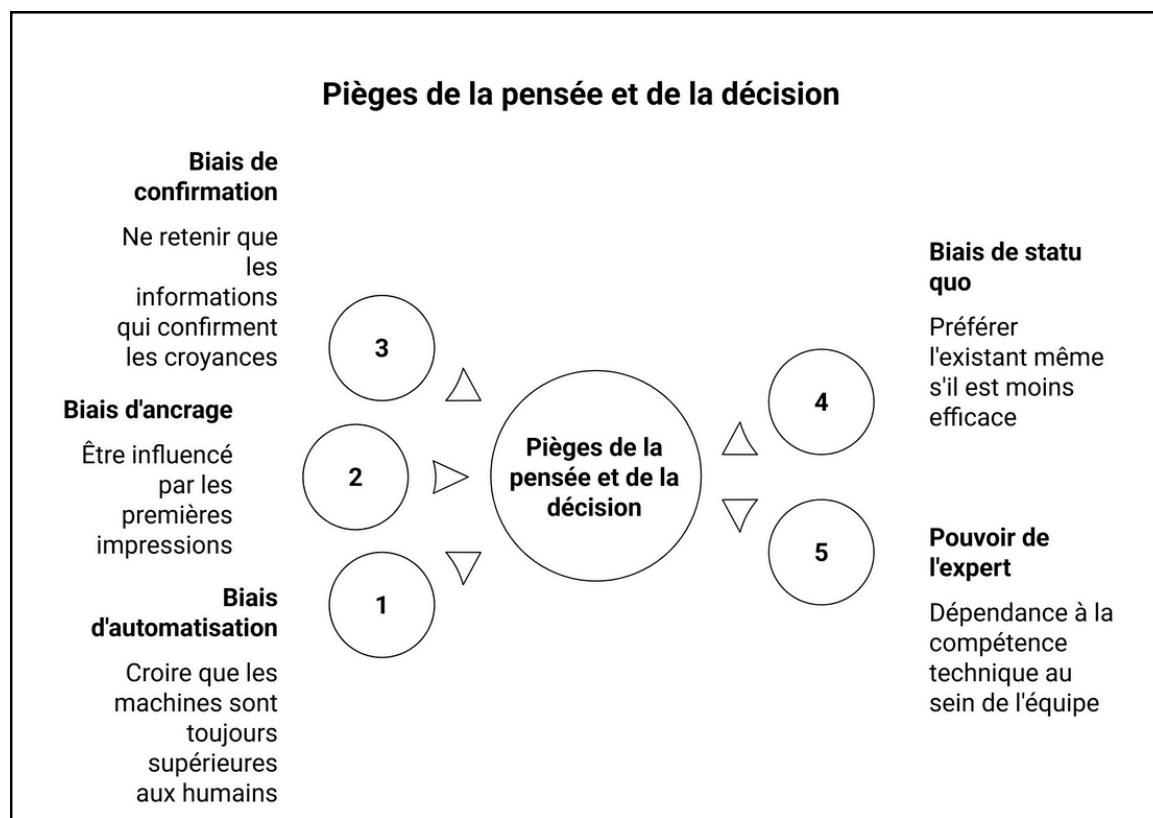 Pièges de la pensée et de la décision
Biais de
confirmation
Ne retenir que
les
informations
qui confirment
les croyances
3
Biais d'ancrage
Être influencé
par les
premières
impressions
2
Biais
d'automatisation
Croire que les
machines sont
toujours
supérieures
aux humains
1
Pièges de la
pensée et de la
décision
Biais de statu
quo
Préférer
l'existant même
s'il est moins
efficace
4
Pouvoir de
l'expert
Dépendance à la
compétence
technique au
sein de l'équipe
5